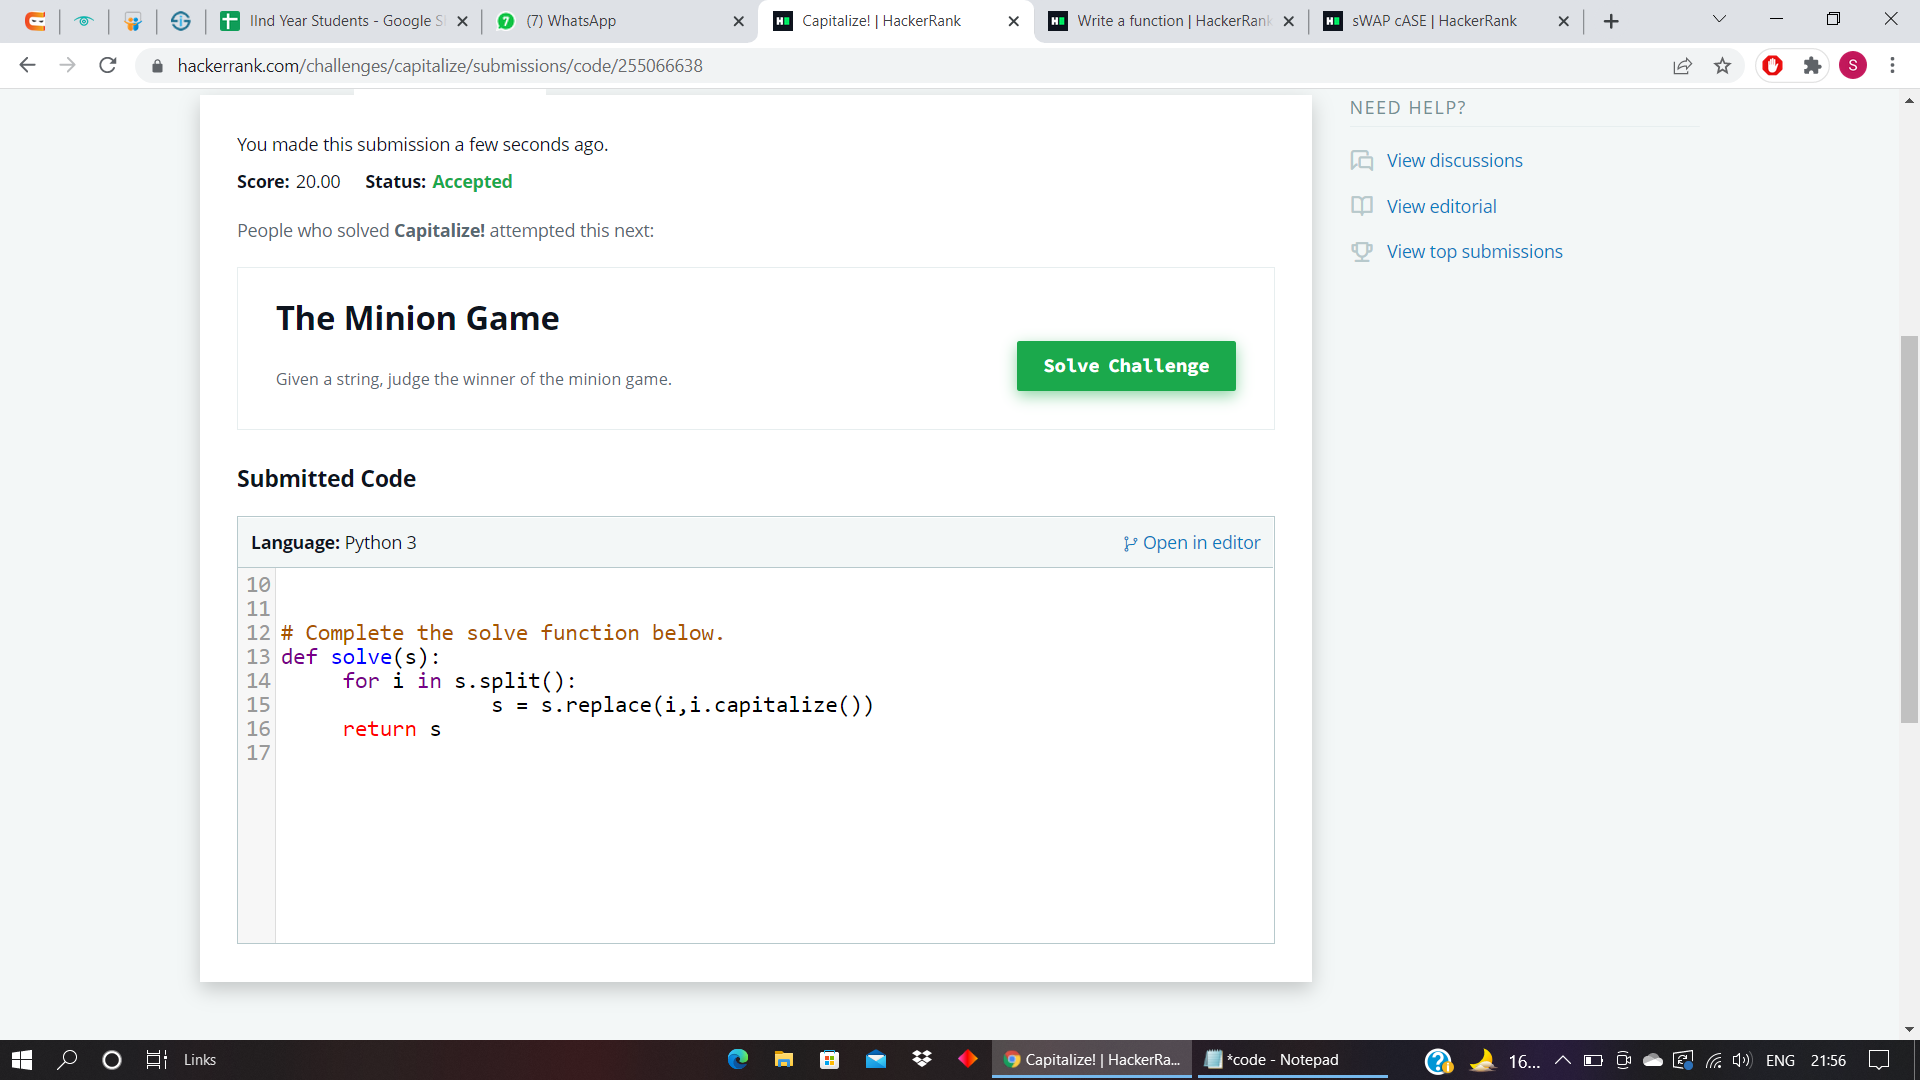 IInd Year Students - Google S
(7) WhatsApp
Capitalize! | HackerRank
Write a function | HackerRank
sWAP cASE | HackerRank
hackerrank.com/challenges/capitalize/submissions/code/255066638
S
You made this submission a few seconds ago.
Score: 20.00 Status: Accepted
People who solved Capitalize! attempted this next:
The Minion Game
Given a string, judge the winner of the minion game.
Solve Challenge
NEED HELP?
View discussions
View editorial
View top submissions
Submitted Code
Language: Python 3
Open in editor
10
11
12 # Complete the solve function below.
13 def solve(s):
14 for i in s.split():
15 s = s.replace(i,i.capitalize())
16 return s
17
Links
Capitalize! | HackerRa...
*code - Notepad
16...
ENG
21:56